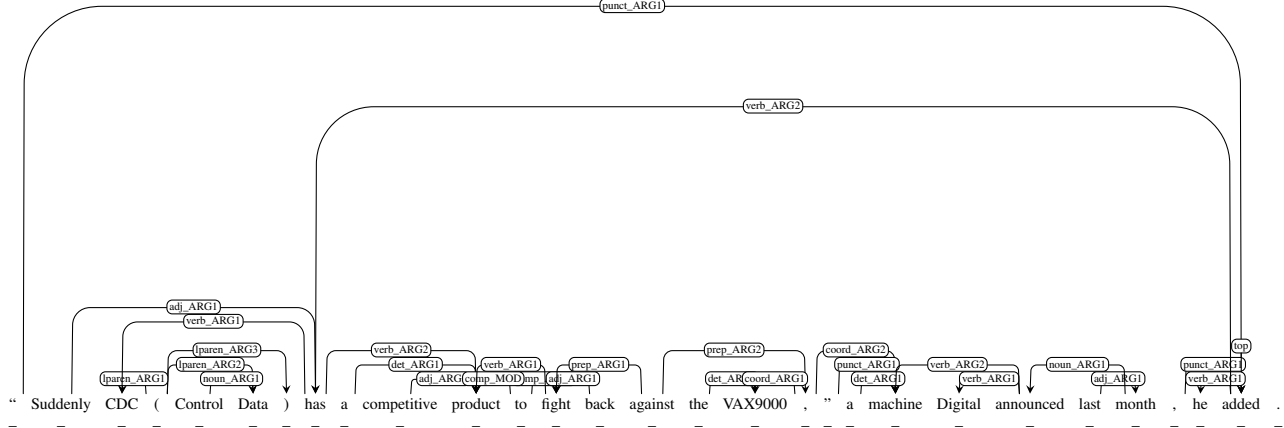 punct_ARG1
verb_ARG2
adj_ARG1
verb_ARG1
top
lparen_ARG3 verb_ARG2 prep_ARG2 coord_ARG2
lparen_ARG2 det_ARG1 verb_ARG1 prep_ARG1 punct_ARG1 verb_ARG2 noun_ARG1 punct_ARG1
lparen_ARG1 noun_ARG1 comp_MOD adj_ARG1 coord_ARG1 det_ARG1 verb_ARG1 adj_ARG1 verb_ARG1
“ Suddenly CDC ( Control Data ) has a competitive product to fight back against the VAX9000 , ” a machine Digital announced last month , he added .
_ _ _ _ _ _ _ _ _ _ _ _ _ _ _ _ _ _ _ _ _ _ _ _ _ _ _ _ _